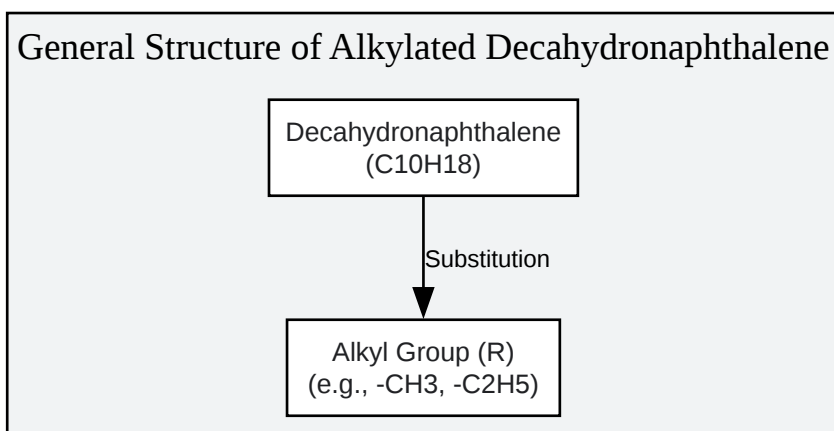 General Structure of Alkylated Decahydronaphthalene
Decahydronaphthalene
(C10H18)
Substitution
Alkyl Group (R)
(e.g., -CH3, -C2H5)